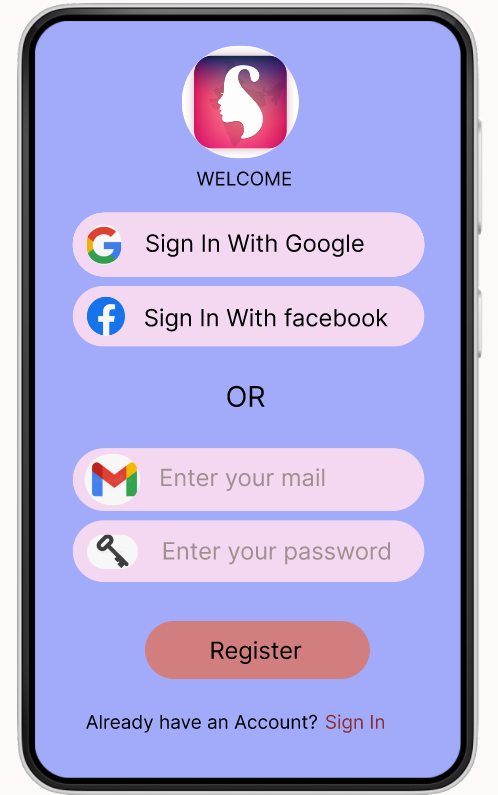 WELCOME
Sign In With Google
Sign In With facebook
OR
Enter your mail
Enter your password
Register
Already have an Account? Sign In